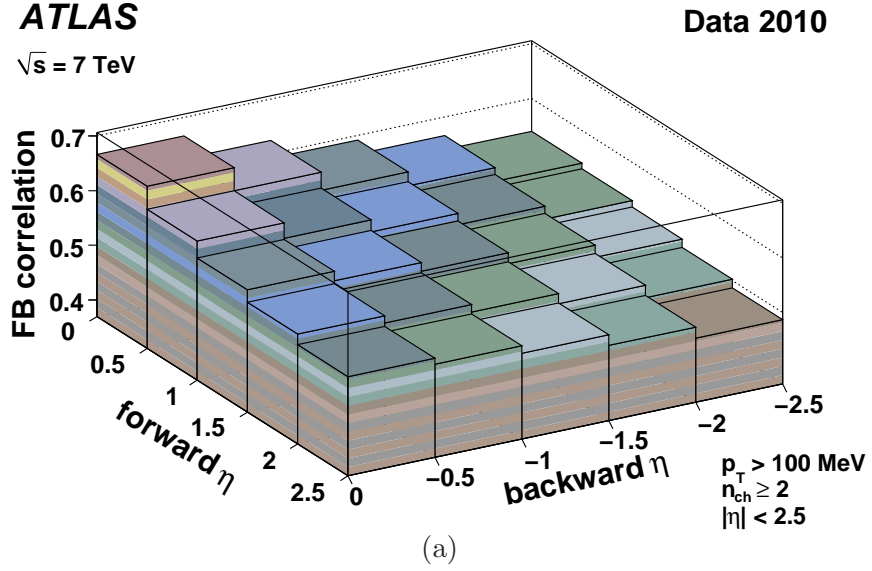 ATLAS
Data 2010
√s = 7 TeV
FB correlation
0.7
0.6
0.5
0.4
0
0.5
1
1.5
2
2.5
forward η
0
−0.5
−1
−1.5
−2
−2.5
backward η
p_T > 100 MeV
n_ch ≥ 2
|η| < 2.5
(a)